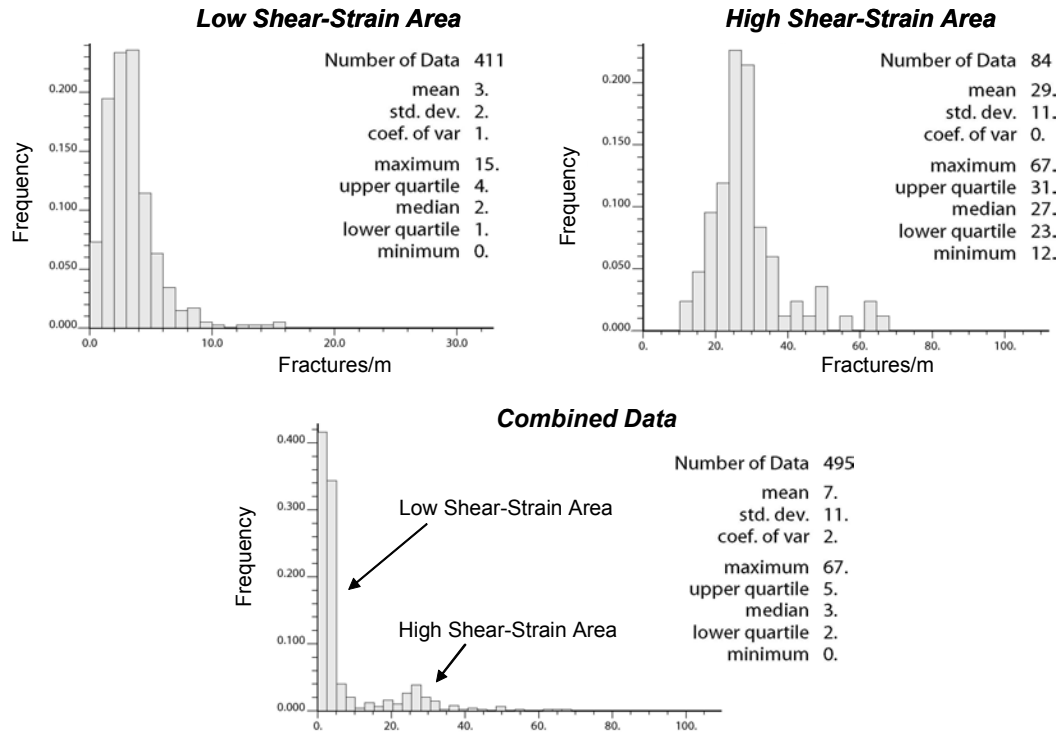 Low Shear-Strain Area
Number of Data 411
mean 3.
std. dev. 2.
coef. of var 1.
maximum 15.
upper quartile 4.
median 2.
lower quartile 1.
minimum 0.
Frequency
0.200
0.150
0.100
0.050
0.000
0.0 10.0 20.0 30.0
Fractures/m
High Shear-Strain Area
Number of Data 84
mean 29.
std. dev. 11.
coef. of var 0.
maximum 67.
upper quartile 31.
median 27.
lower quartile 23.
minimum 12.
Frequency
0.200
0.150
0.100
0.050
0.000
0. 20. 40. 60. 80. 100.
Fractures/m
Combined Data
Number of Data 495
mean 7.
std. dev. 11.
coef. of var 2.
maximum 67.
upper quartile 5.
median 3.
lower quartile 2.
minimum 0.
Low Shear-Strain Area
High Shear-Strain Area
Frequency
0.400
0.300
0.200
0.100
0.000
0. 20. 40. 60. 80. 100.